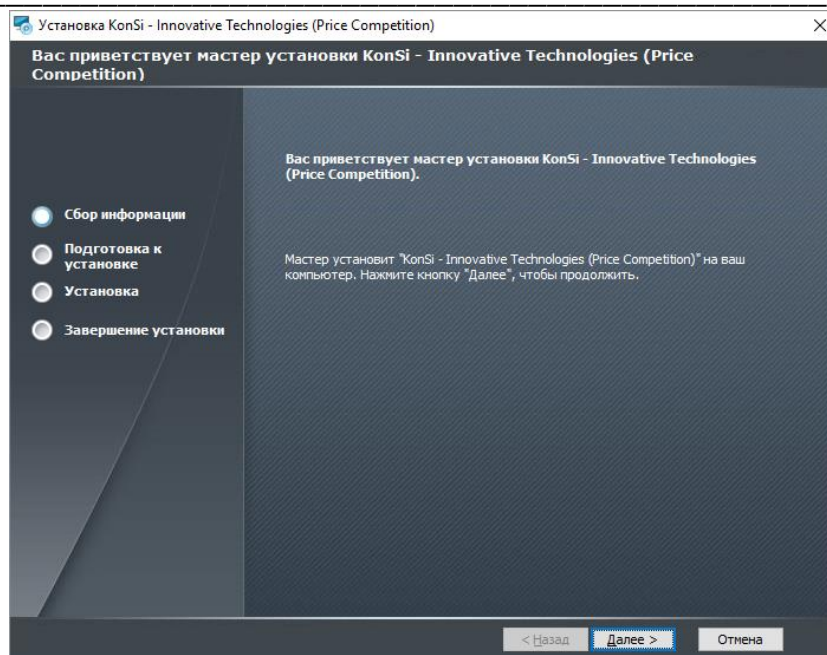 Установка KonSi - Innovative Technologies (Price Competition)
Вас приветствует мастер установки KonSi - Innovative Technologies (Price
Competition)
Вас приветствует мастер установки KonSi - Innovative Technologies
(Price Competition).
Сбор информации
Подготовка к
установке
Установка
Завершение установки
Мастер установит "KonSi - Innovative Technologies (Price Competition)" на ваш
компьютер. Нажмите кнопку "Далее", чтобы продолжить.
< Назад
Далее >
Отмена